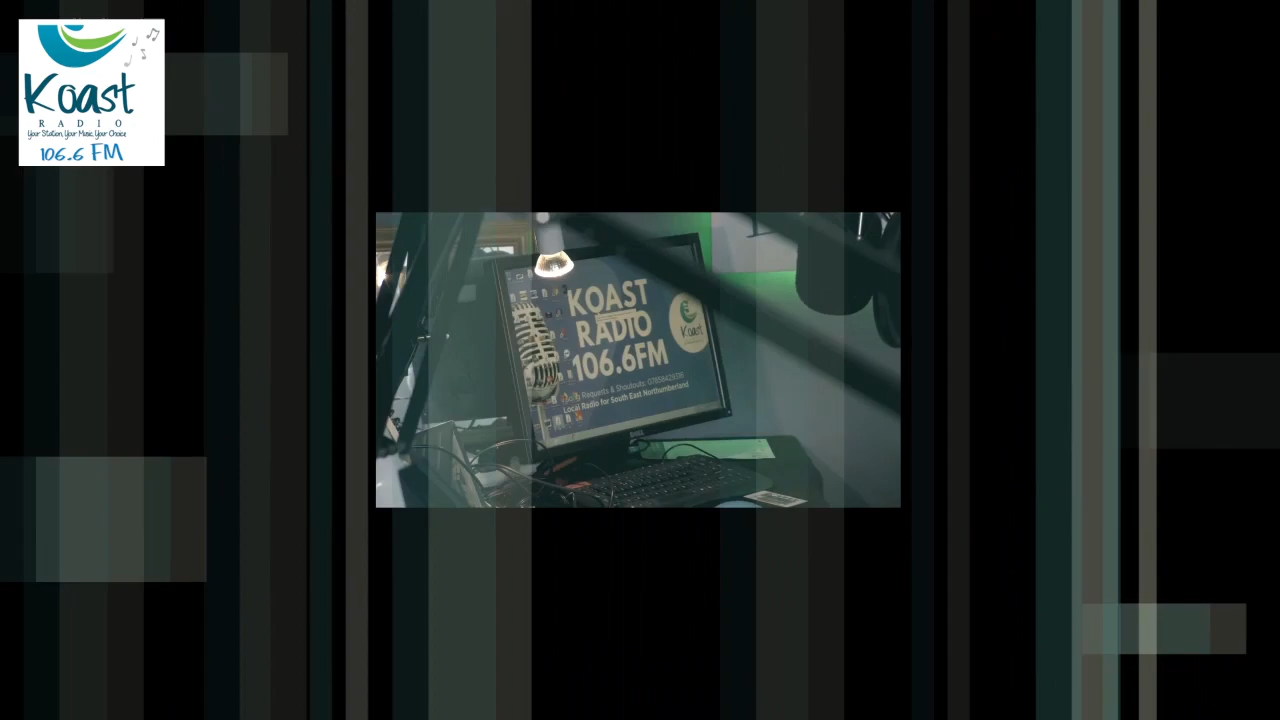 Koast
RADIO
Your Station, Your Music, Your Choice
106.6 FM
KOAST
RADIO
106.6FM
Requests & Shoutouts:
Local Radio for South East Northumberland
Koast